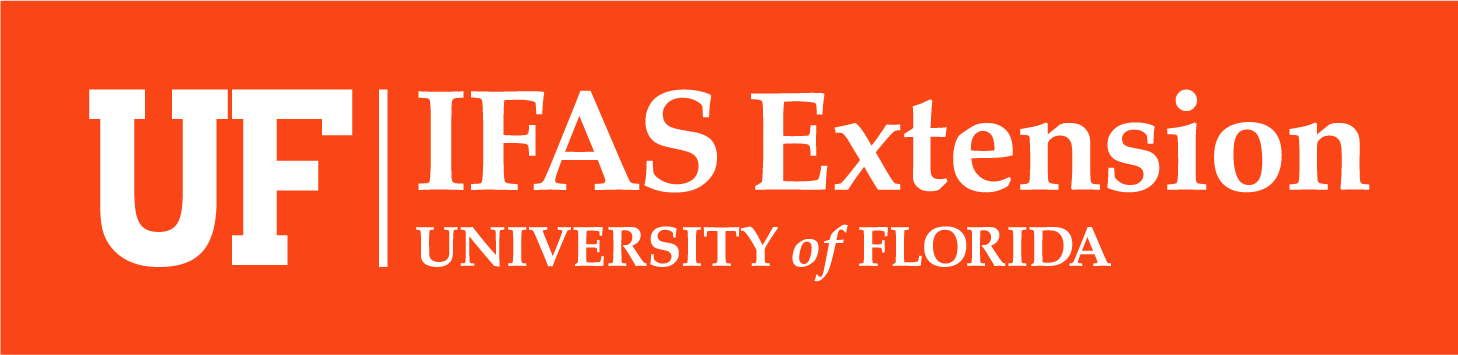 UF
IFAS Extension
UNIVERSITY of FLORIDA